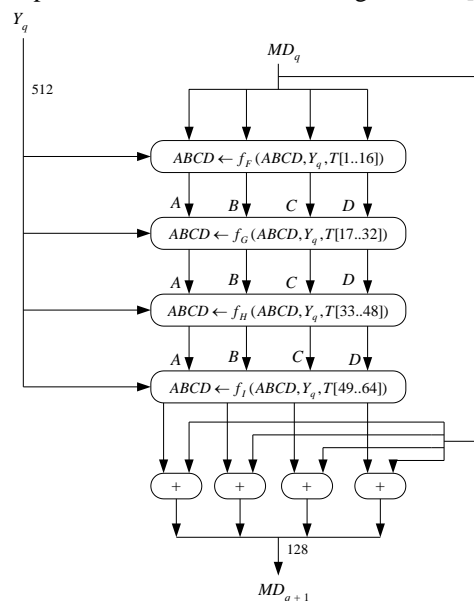 Y_q
MD_q
512
ABCD ← f_F (ABCD, Y_q, T[1..16])
A B C D
ABCD ← f_G (ABCD, Y_q, T[17..32])
A B C D
ABCD ← f_H (ABCD, Y_q, T[33..48])
A B C D
ABCD ← f_I (ABCD, Y_q, T[49..64])
+ + + +
128
MD_{q+1}